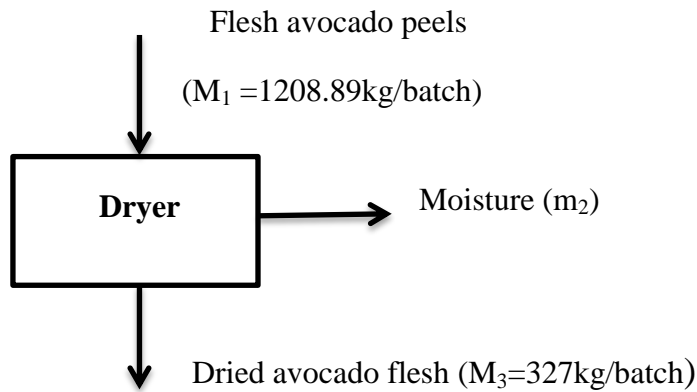 Flesh avocado peels
(M₁ =1208.89kg/batch)
Dryer
Moisture (m₂)
Dried avocado flesh (M₃=327kg/batch)